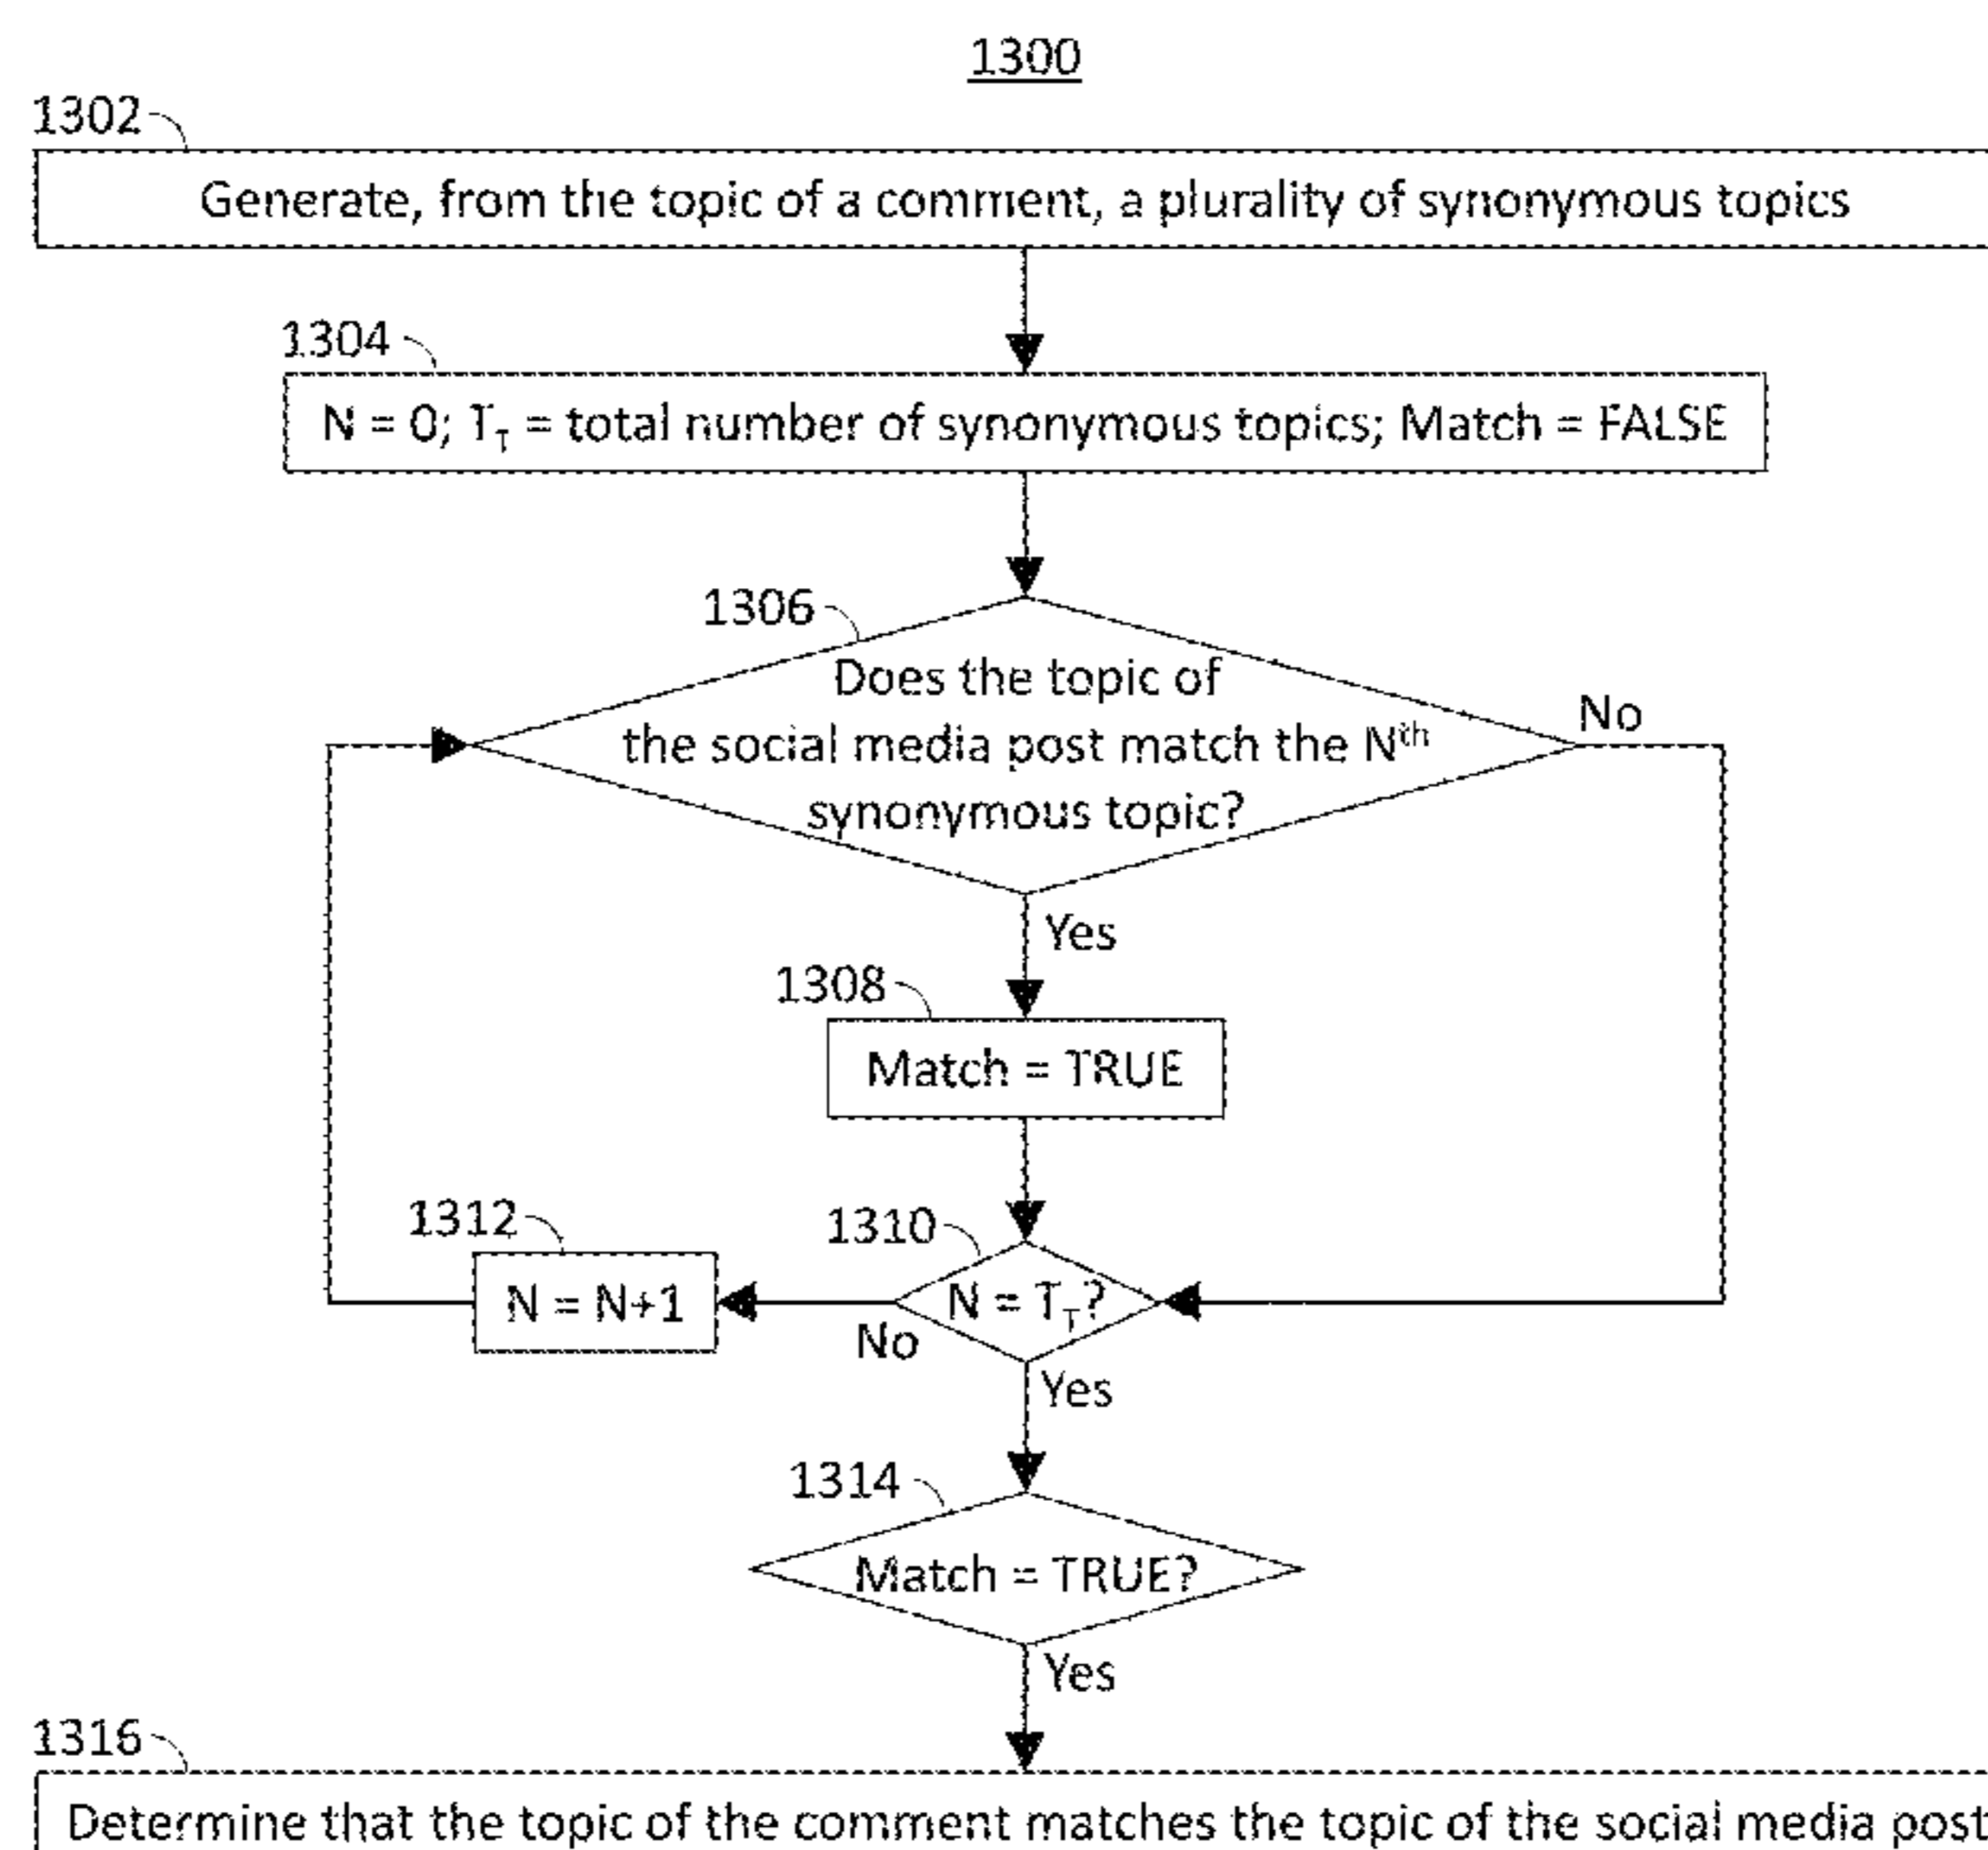 1300
1302
Generate, from the topic of a comment, a plurality of synonymous topics
1304
N = 0; T_T = total number of synonymous topics; Match = FALSE
1306
Does the topic of
the social media post match the Nth
synonymous topic?
No
Yes
1308
Match = TRUE
1312
1310
N = N+1
N = T_T?
No
Yes
1314
Match = TRUE?
Yes
1316
Determine that the topic of the comment matches the topic of the social media post